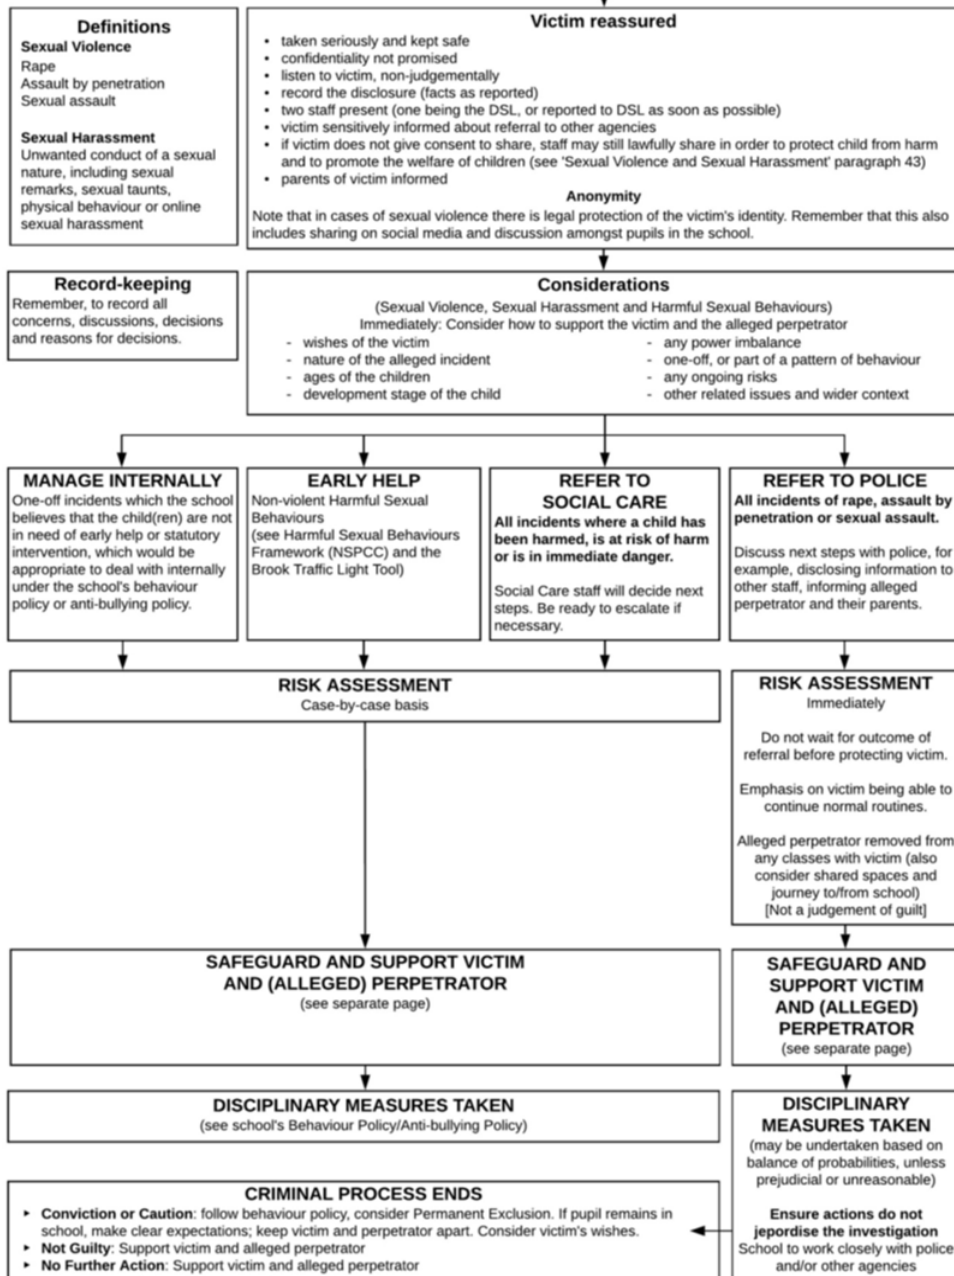 Definitions
Sexual Violence
Rape
Assault by penetration
Sexual assault
Sexual Harassment
Unwanted conduct of a sexual
nature, including sexual
remarks, sexual taunts,
physical behaviour or online
sexual harassment
Victim reassured
• taken seriously and kept safe
• confidentiality not promised
• listen to victim, non-judgementally
• record the disclosure (facts as reported)
• two staff present (one being the DSL, or reported to DSL as soon as possible)
• victim sensitively informed about referral to other agencies
• if victim does not give consent to share, staff may still lawfully share in order to protect child from harm
and to promote the welfare of children (see 'Sexual Violence and Sexual Harassment' paragraph 43)
• parents of victim informed
Anonymity
Note that in cases of sexual violence there is legal protection of the victim's identity. Remember that this also
includes sharing on social media and discussion amongst pupils in the school.
Record-keeping
Remember, to record all
concerns, discussions, decisions
and reasons for decisions.
Considerations
(Sexual Violence, Sexual Harassment and Harmful Sexual Behaviours)
Immediately: Consider how to support the victim and the alleged perpetrator
- wishes of the victim
- nature of the alleged incident
- ages of the children
- development stage of the child
- any power imbalance
- one-off, or part of a pattern of behaviour
- any ongoing risks
- other related issues and wider context
MANAGE INTERNALLY
One-off incidents which the school
believes that the child(ren) are not
in need of early help or statutory
intervention, which would be
appropriate to deal with internally
under the school's behaviour
policy or anti-bullying policy.
EARLY HELP
Non-violent Harmful Sexual
Behaviours
(see Harmful Sexual Behaviours
Framework (NSPCC) and the
Brook Traffic Light Tool)
REFER TO
SOCIAL CARE
All incidents where a child has
been harmed, is at risk of harm
or is in immediate danger.
Social Care staff will decide next
steps. Be ready to escalate if
necessary.
REFER TO POLICE
All incidents of rape, assault by
penetration or sexual assault.
Discuss next steps with police, for
example, disclosing information to
other staff, informing alleged
perpetrator and their parents.
RISK ASSESSMENT
Case-by-case basis
RISK ASSESSMENT
Immediately
Do not wait for outcome of
referral before protecting victim.
Emphasis on victim being able to
continue normal routines.
Alleged perpetrator removed from
any classes with victim (also
consider shared spaces and
journey to/from school)
[Not a judgement of guilt]
SAFEGUARD AND SUPPORT VICTIM
AND (ALLEGED) PERPETRATOR
(see separate page)
SAFEGUARD AND
SUPPORT VICTIM
AND (ALLEGED)
PERPETRATOR
(see separate page)
DISCIPLINARY MEASURES TAKEN
(see school's Behaviour Policy/Anti-bullying Policy)
DISCIPLINARY
MEASURES TAKEN
(may be undertaken based on
balance of probabilities, unless
prejudicial or unreasonable)
Ensure actions do not
jepordise the investigation
School to work closely with police
and/or other agencies
CRIMINAL PROCESS ENDS
‣ Conviction or Caution: follow behaviour policy, consider Permanent Exclusion. If pupil remains in
school, make clear expectations; keep victim and perpetrator apart. Consider victim's wishes.
‣ Not Guilty: Support victim and alleged perpetrator
‣ No Further Action: Support victim and alleged perpetrator